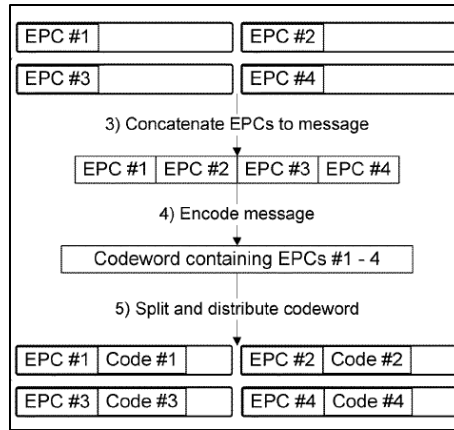 EPC #1 EPC #2
EPC #3 EPC #4
3) Concatenate EPCs to message
EPC #1 EPC #2 EPC #3 EPC #4
4) Encode message
Codeword containing EPCs #1 - 4
5) Split and distribute codeword
EPC #1 Code #1 EPC #2 Code #2
EPC #3 Code #3 EPC #4 Code #4